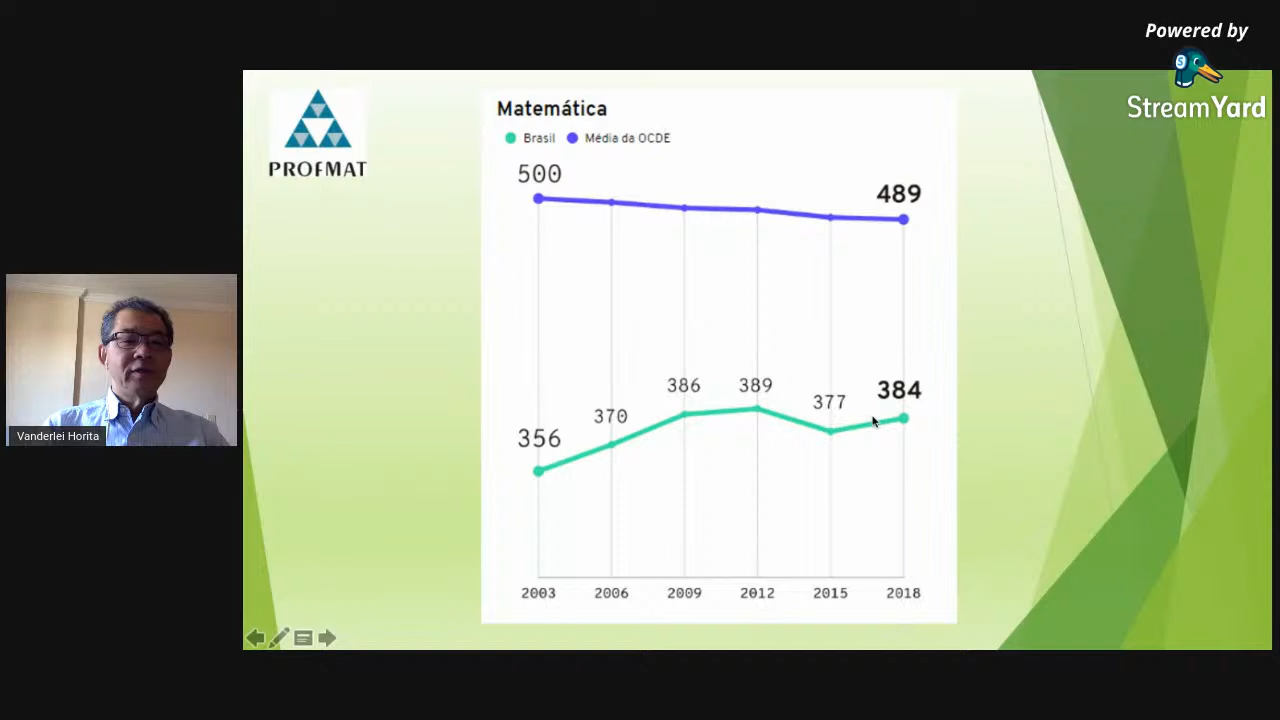 Powered by
S
StreamYard
PROFMAT
Matemática
Brasil Média da OCDE
500
489
386 389 377 384
370
356
2003 2006 2009 2012 2015 2018
Vanderlei Horita